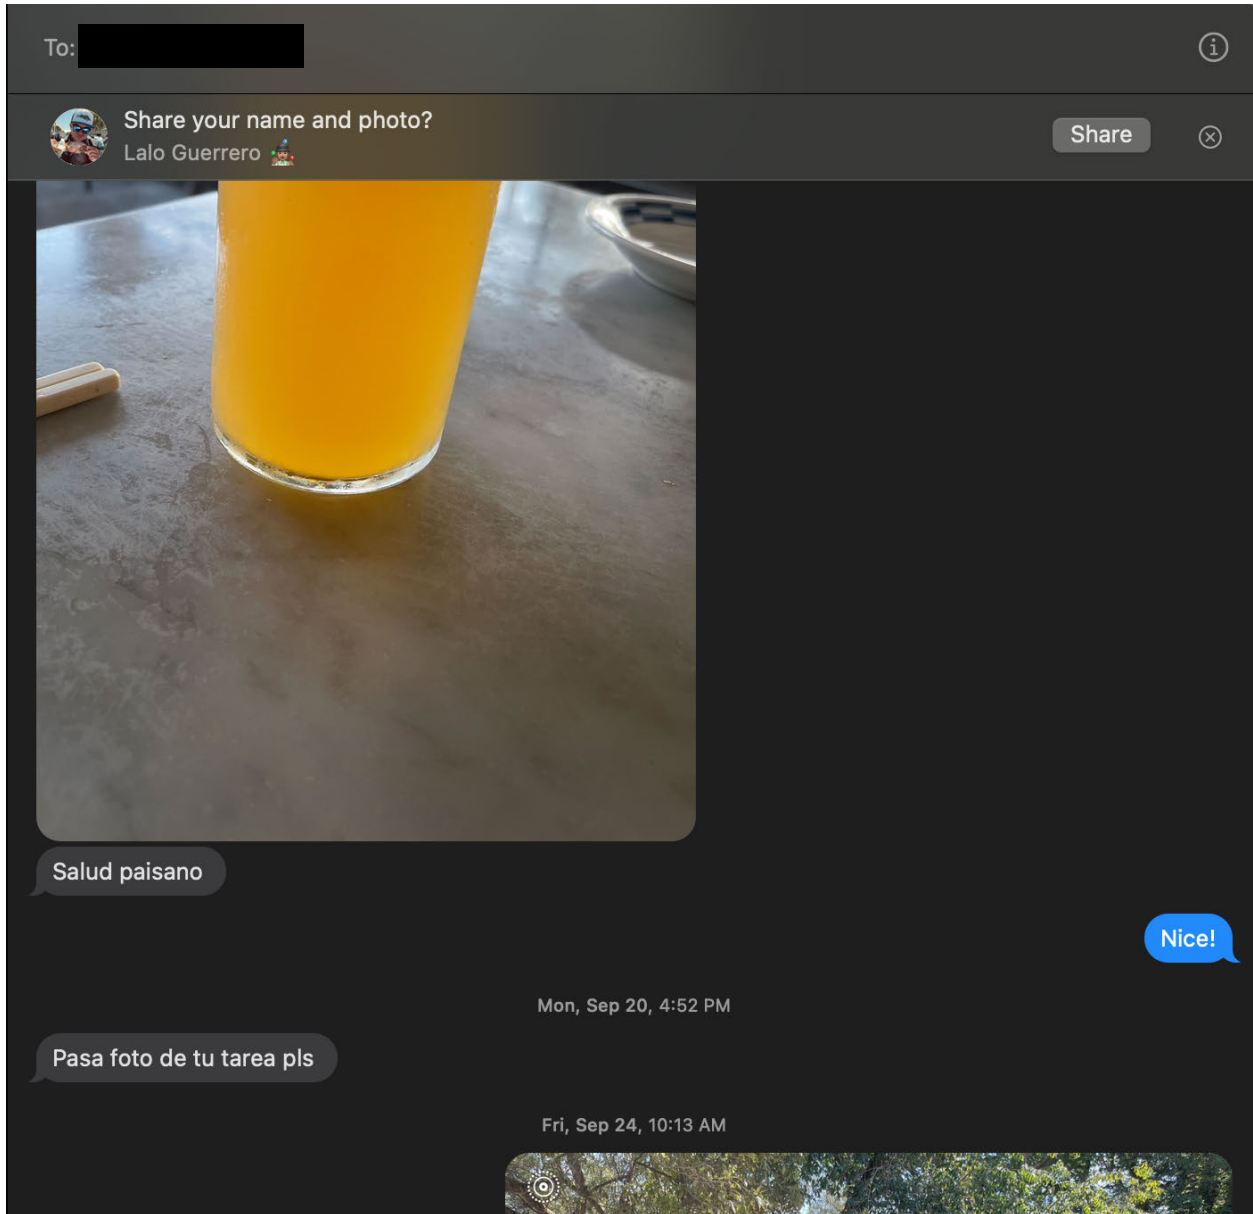 To:
Share your name and photo?
Lalo Guerrero
Share
Salud paisano
Nice!
Mon, Sep 20, 4:52 PM
Pasa foto de tu tarea pls
Fri, Sep 24, 10:13 AM